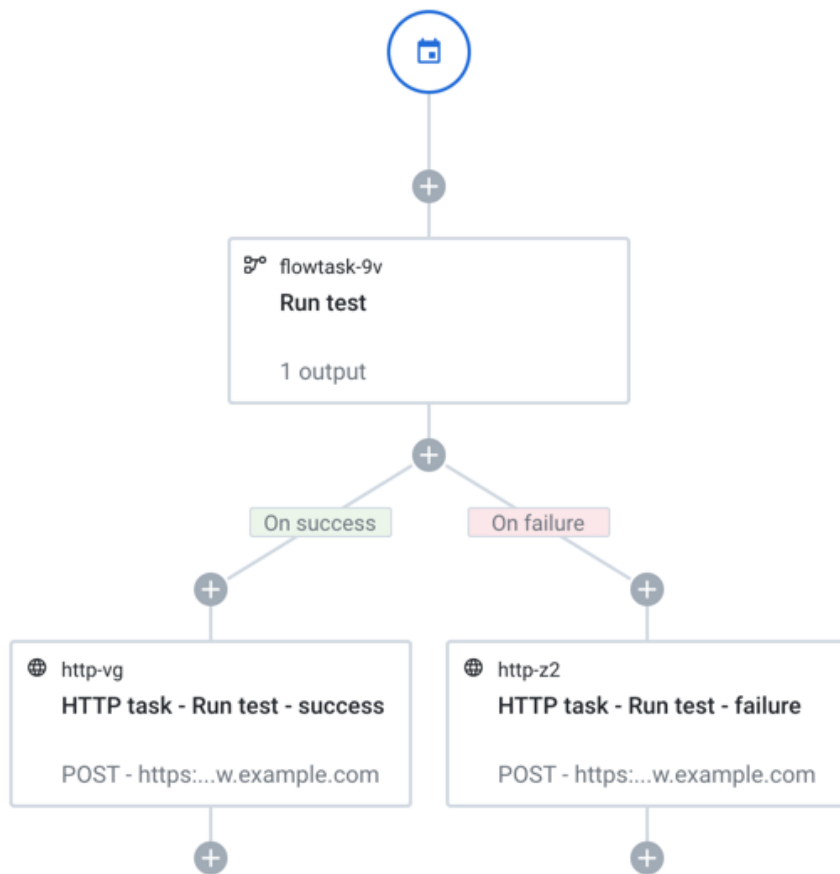 flowtask-9v
Run test
1 output
On success
On failure
http-vg
HTTP task - Run test - success
POST - https:...w.example.com
http-z2
HTTP task - Run test - failure
POST - https:...w.example.com